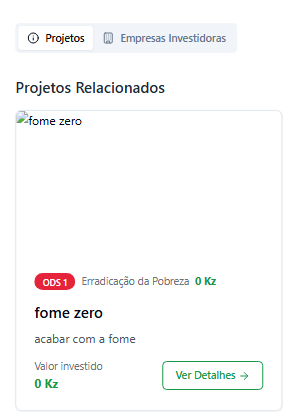 Projetos Empresas Investidoras
Projetos Relacionados
fome zero
ODS 1 Erradicação da Pobreza 0 Kz
fome zero
acabar com a fome
Valor investido
0 Kz
Ver Detalhes →